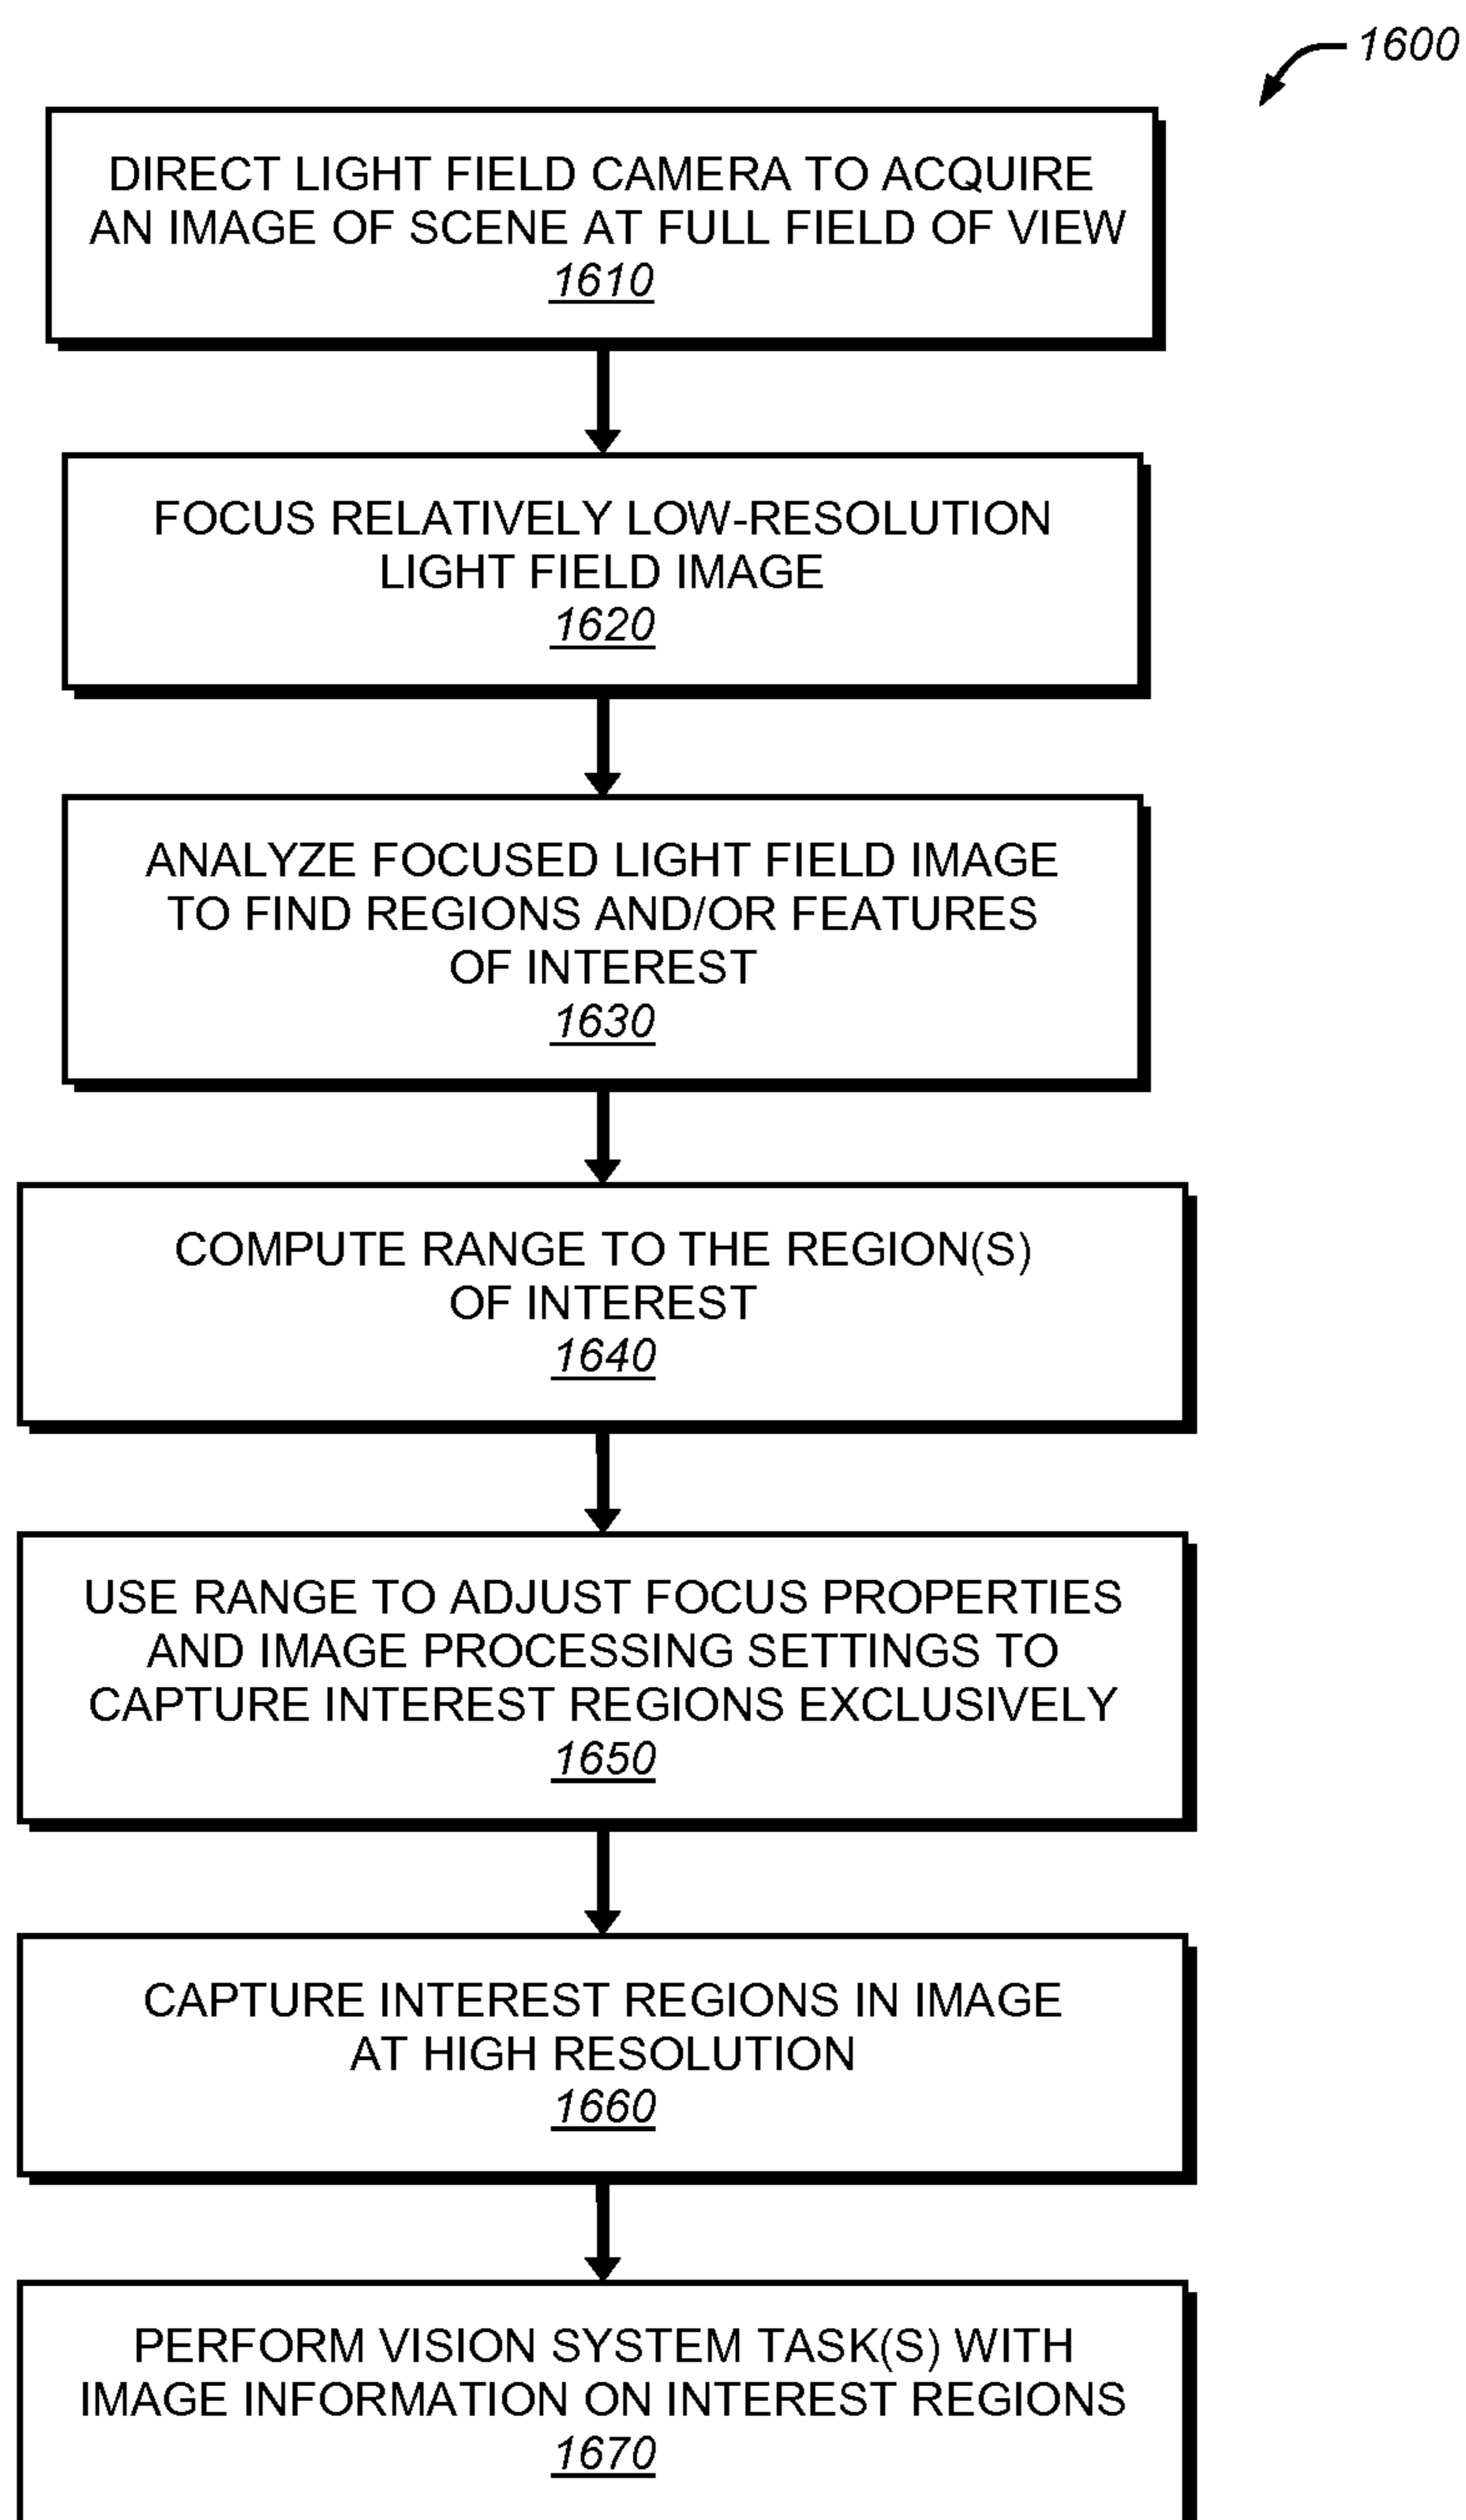 1600
DIRECT LIGHT FIELD CAMERA TO ACQUIRE
AN IMAGE OF SCENE AT FULL FIELD OF VIEW
1610
FOCUS RELATIVELY LOW-RESOLUTION
LIGHT FIELD IMAGE
1620
ANALYZE FOCUSED LIGHT FIELD IMAGE
TO FIND REGIONS AND/OR FEATURES
OF INTEREST
1630
COMPUTE RANGE TO THE REGION(S)
OF INTEREST
1640
USE RANGE TO ADJUST FOCUS PROPERTIES
AND IMAGE PROCESSING SETTINGS TO
CAPTURE INTEREST REGIONS EXCLUSIVELY
1650
CAPTURE INTEREST REGIONS IN IMAGE
AT HIGH RESOLUTION
1660
PERFORM VISION SYSTEM TASK(S) WITH
IMAGE INFORMATION ON INTEREST REGIONS
1670